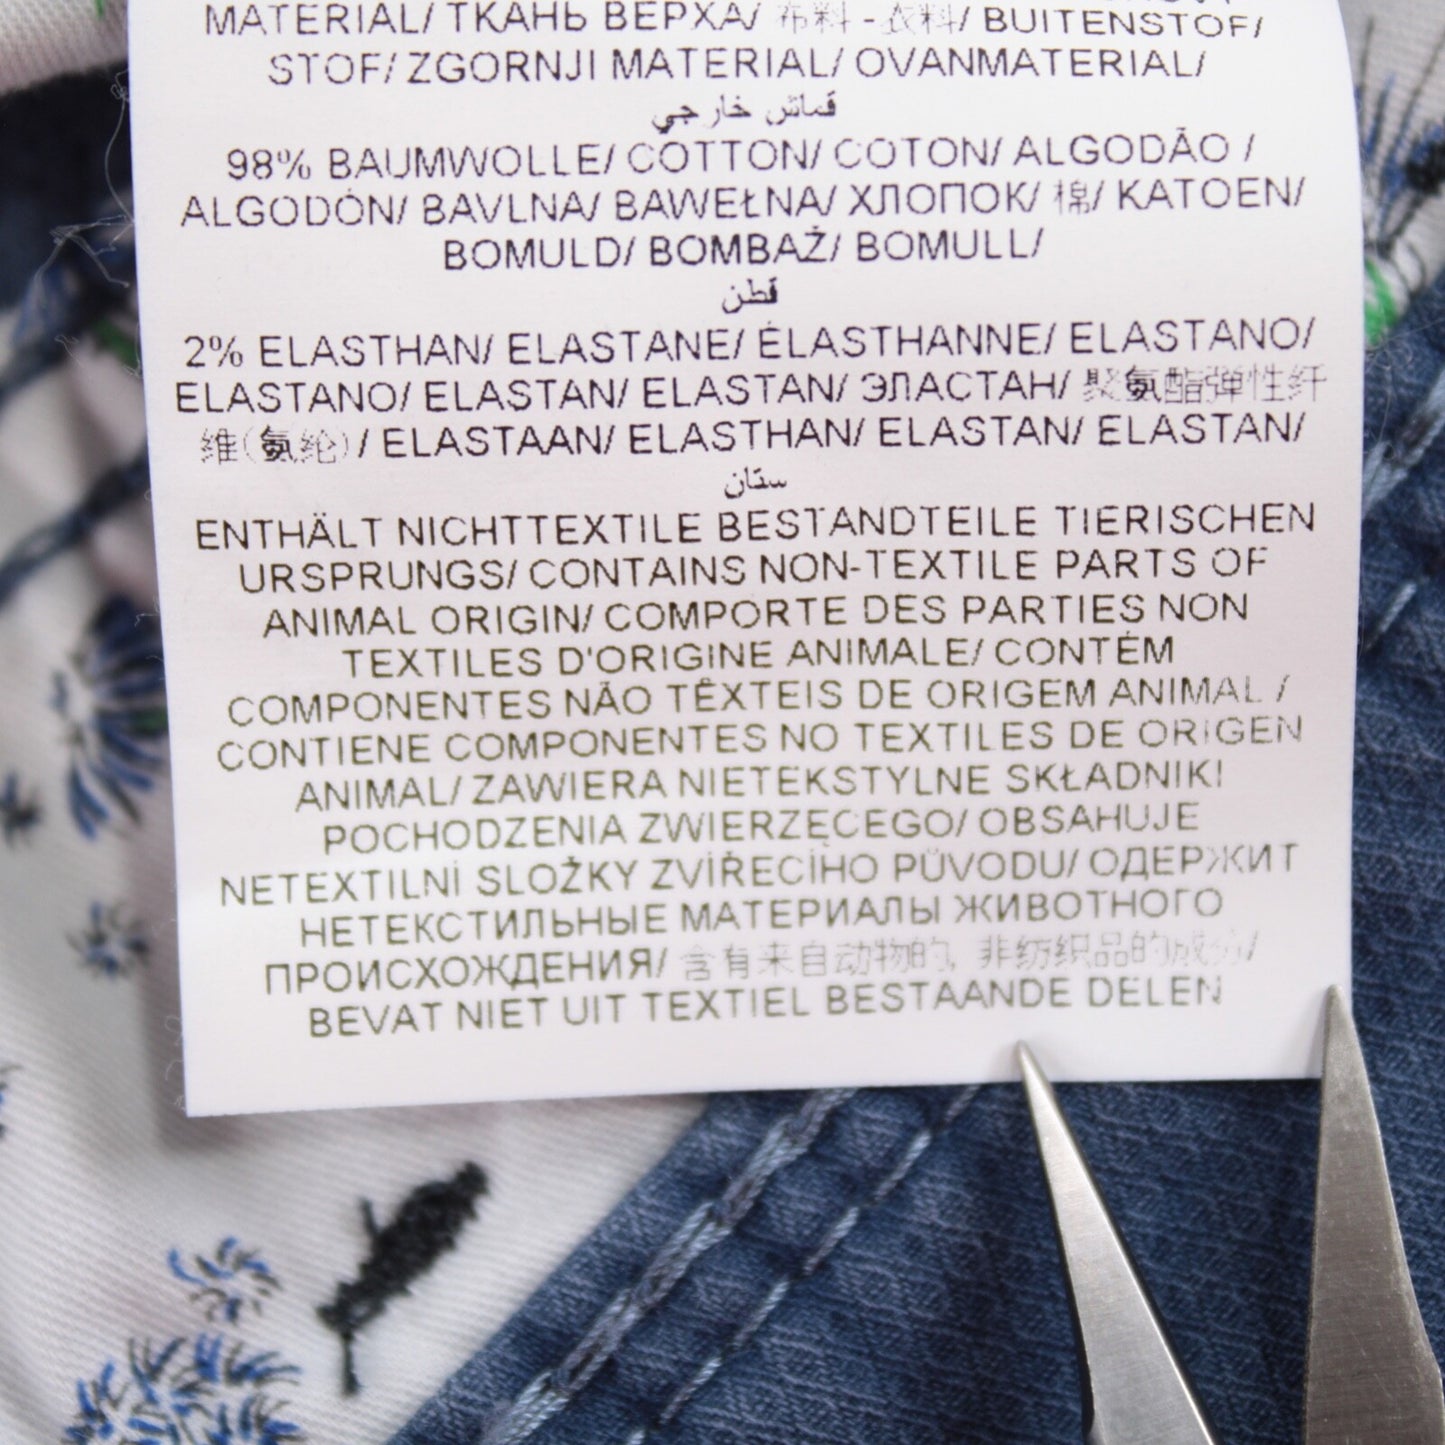 MATERIAL/ ТКАНЬ ВЕРХА/ 布料 - 衣料/ BUITENSTOF/
STOF/ ZGORNJI MATERIAL/ OVANMATERIAL/
قماش خارجي
98% BAUMWOLLE/ COTTON/ COTON/ ALGODÃO /
ALGODÓN/ BAVLNA/ BAWEŁNA/ ХЛОПОК/ 棉/ KATOEN/
BOMULD/ BOMBAŽ/ BOMULL/
قطن
2% ELASTHAN/ ELASTANE/ ÉLASTHANNE/ ELASTANO/
ELASTANO/ ELASTAN/ ELASTAN/ ЭЛАСТАН/ 聚氨酯弹性纤
维(氨纶) / ELASTAAN/ ELASTHAN/ ELASTAN/ ELASTAN/
ستان
ENTHÄLT NICHTTEXTILE BESTANDTEILE TIERISCHEN
URSPRUNGS/ CONTAINS NON-TEXTILE PARTS OF
ANIMAL ORIGIN/ COMPORTE DES PARTIES NON
TEXTILES D'ORIGINE ANIMALE/ CONTÉM
COMPONENTES NÃO TÊXTEIS DE ORIGEM ANIMAL /
CONTIENE COMPONENTES NO TEXTILES DE ORIGEN
ANIMAL/ ZAWIERA NIETEKSTYLNE SKŁADNIKI
POCHODZENIA ZWIERZĘCEGO/ OBSAHUJE
NETEXTILNÍ SLOŽKY ZVÍŘECÍHO PŮVODU/ ОДЕРЖИТ
НЕТЕКСТИЛЬНЫЕ МАТЕРИАЛЫ ЖИВОТНОГО
ПРОИСХОЖДЕНИЯ/ 含有来自动物的, 非纺织品的成分/
BEVAT NIET UIT TEXTIEL BESTAANDE DELEN